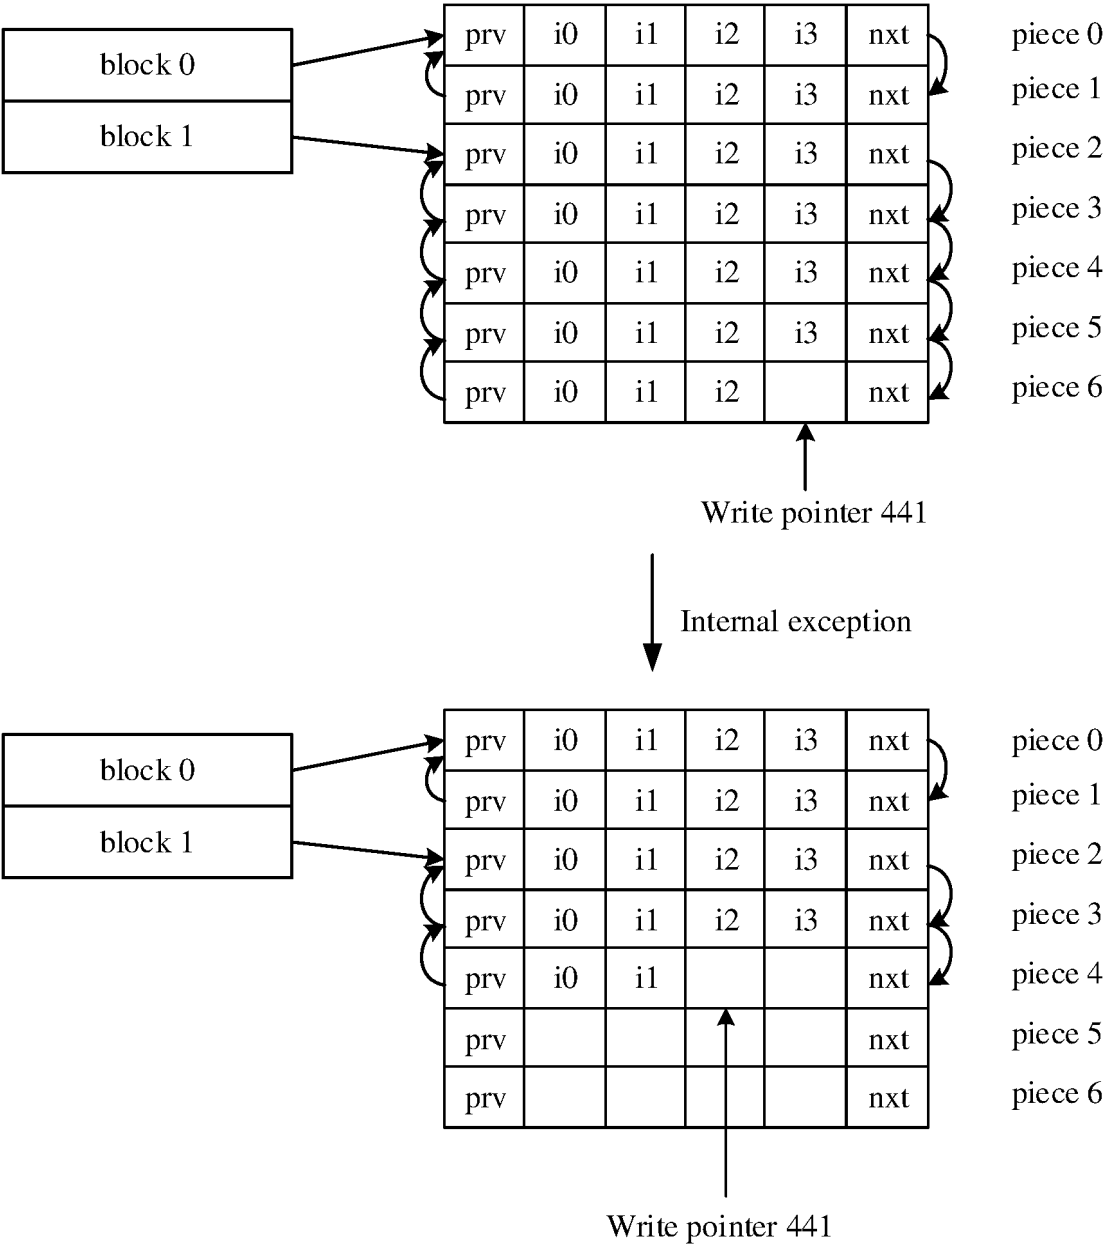 prv i0 i1 i2 i3 nxt piece 0
block 0
prv i0 i1 i2 i3 nxt piece 1
block 1
prv i0 i1 i2 i3 nxt piece 2
prv i0 i1 i2 i3 nxt piece 3
prv i0 i1 i2 i3 nxt piece 4
prv i0 i1 i2 i3 nxt piece 5
prv i0 i1 i2 nxt piece 6
Write pointer 441
Internal exception
prv i0 i1 i2 i3 nxt piece 0
block 0
prv i0 i1 i2 i3 nxt piece 1
block 1
prv i0 i1 i2 i3 nxt piece 2
prv i0 i1 i2 i3 nxt piece 3
prv i0 i1 nxt piece 4
prv nxt piece 5
prv nxt piece 6
Write pointer 441